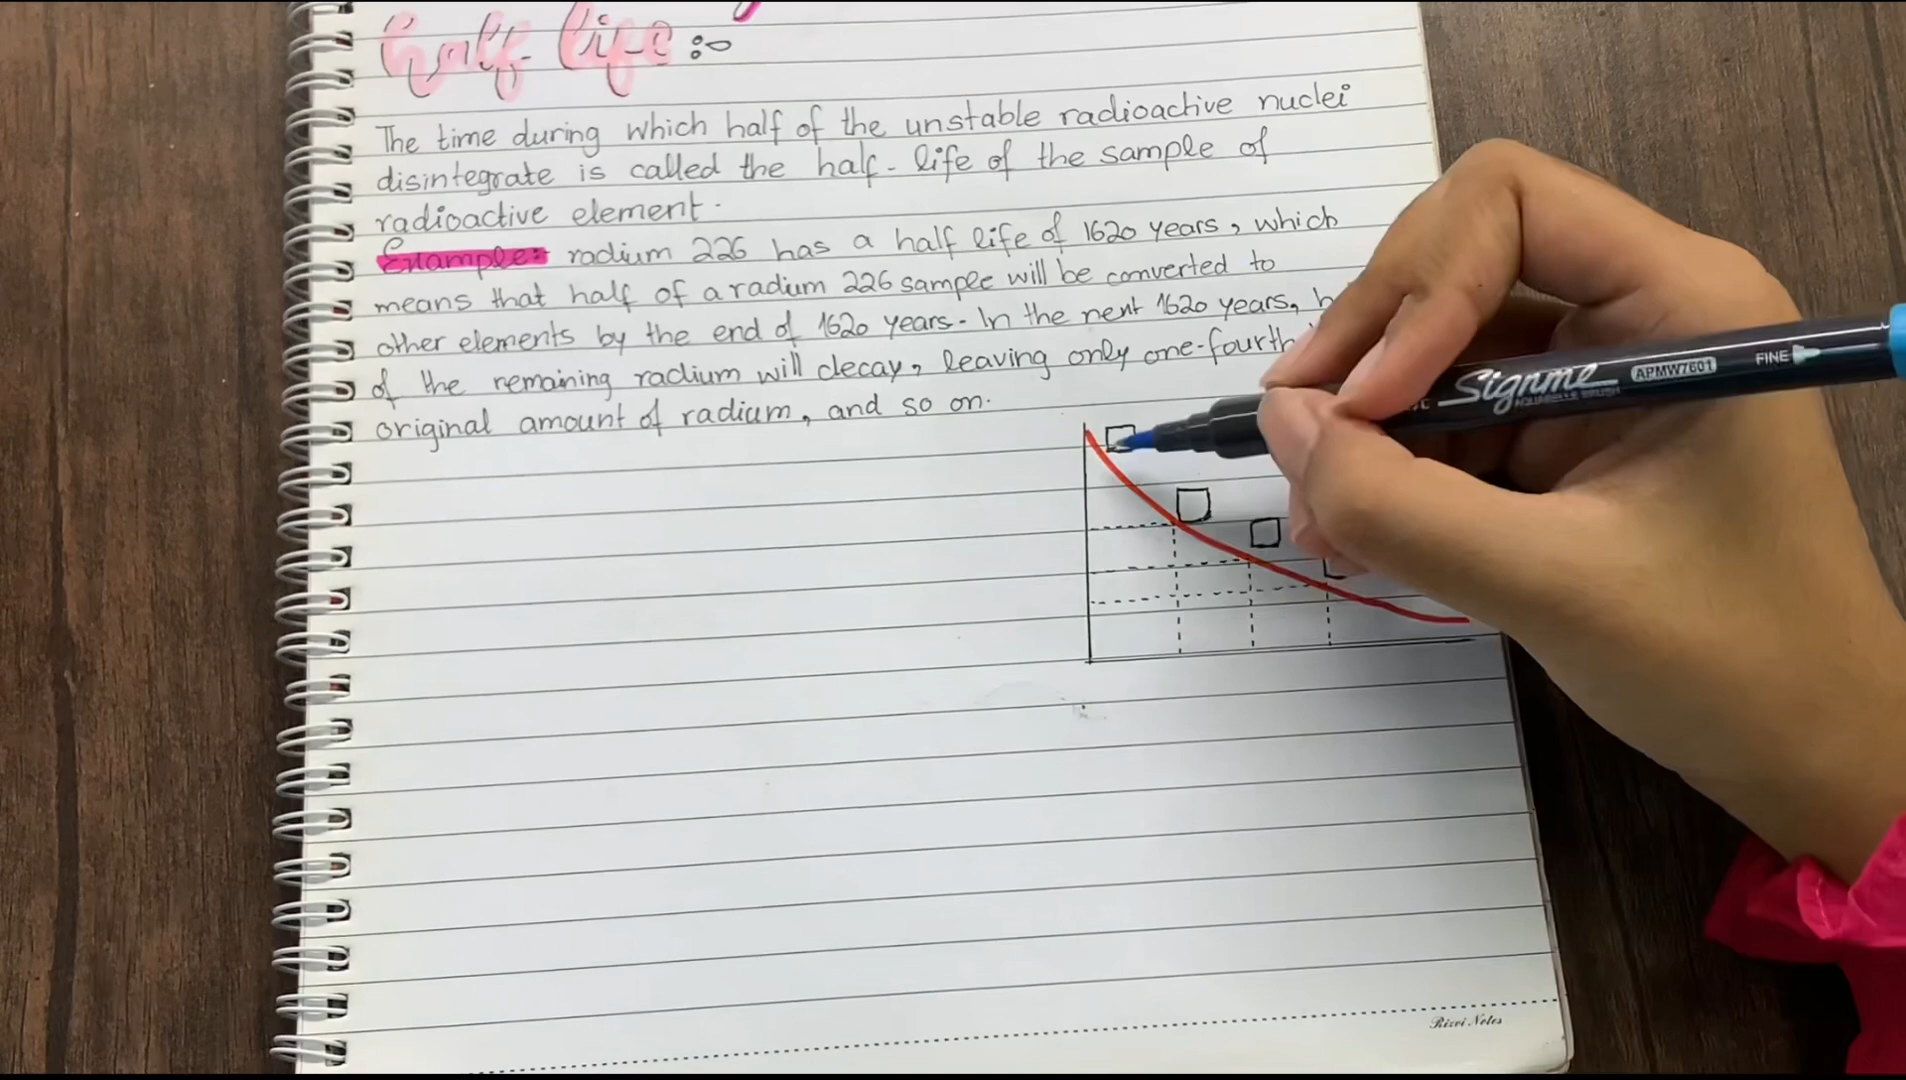 half life :-
The time during which half of the unstable radioactive nuclei
disintegrate is called the half-life of the sample of
radioactive element.
Example: radium 226 has a half life of 1620 years, which
means that half of a radium 226 sample will be converted to
other elements by the end of 1620 years. In the next 1620 years,
of the remaining radium will decay, leaving only one-fourth
original amount of radium, and so on.
Signme APMW7601 FINE
AQUARELLE BRUSH
Rizvi Notes